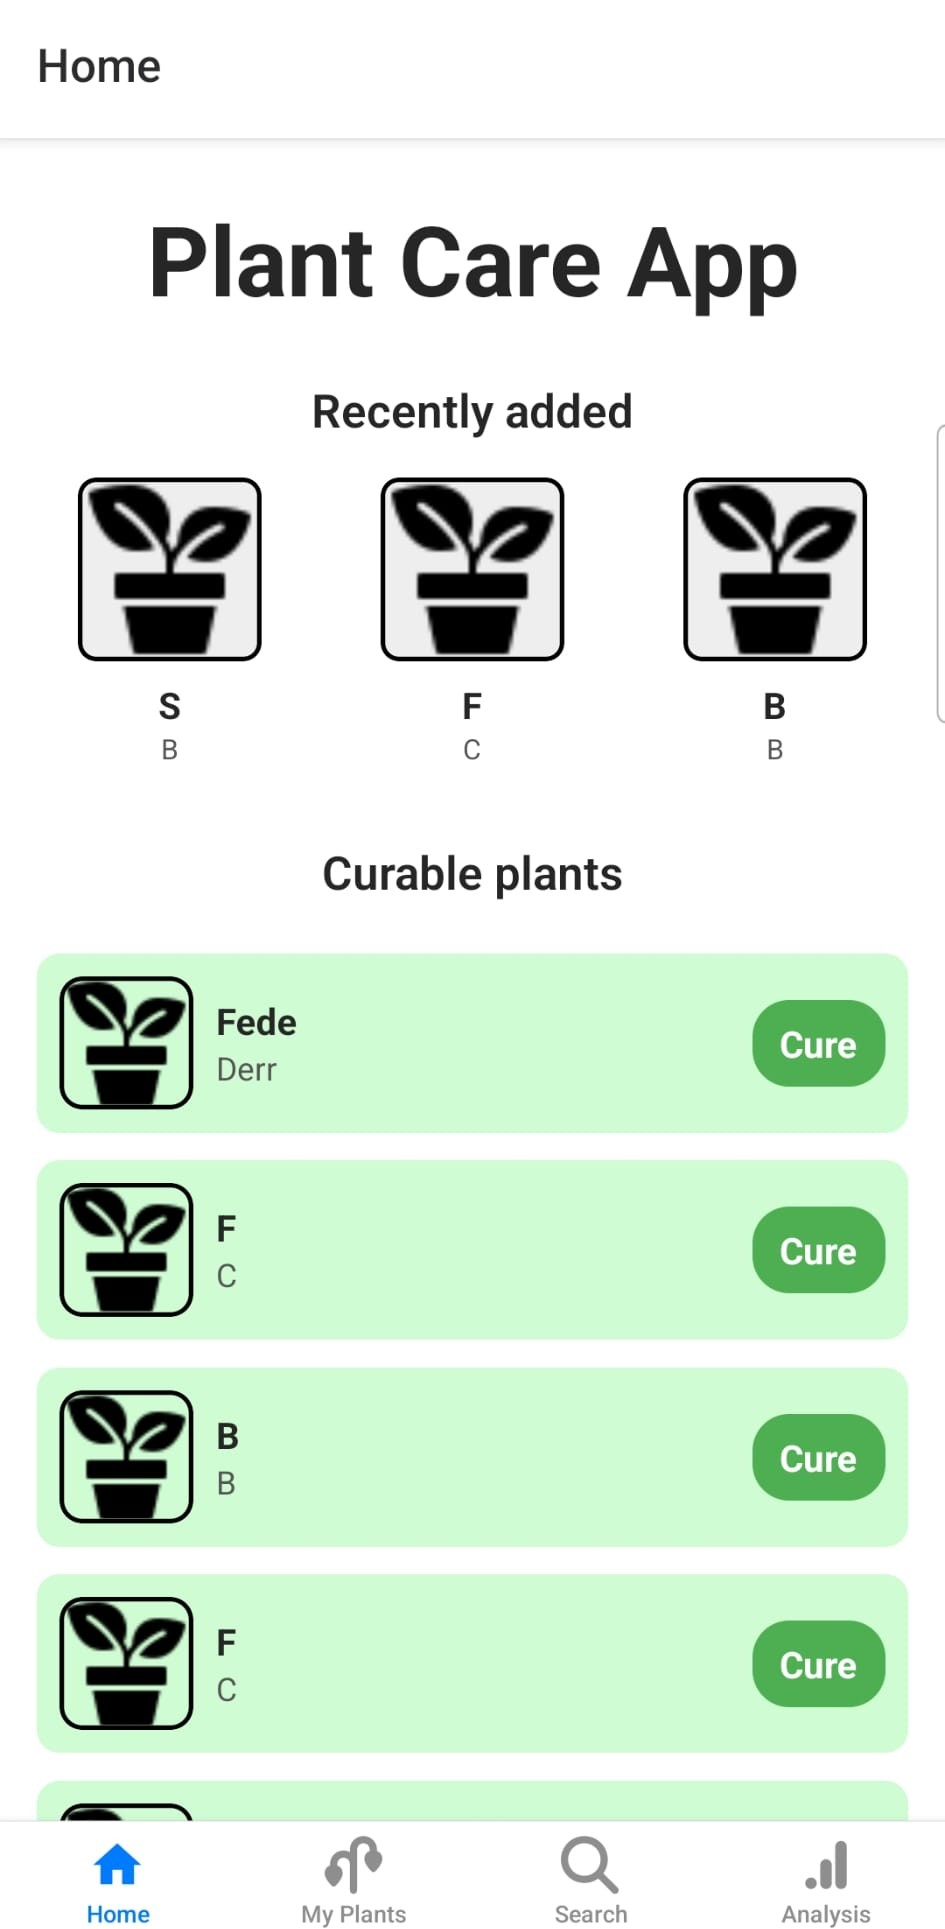 Home
Plant Care App
Recently added
S
B
F
C
B
B
Curable plants
Fede
Derr
Cure
F
C
Cure
B
B
Cure
F
C
Cure
Home
My Plants
Search
Analysis